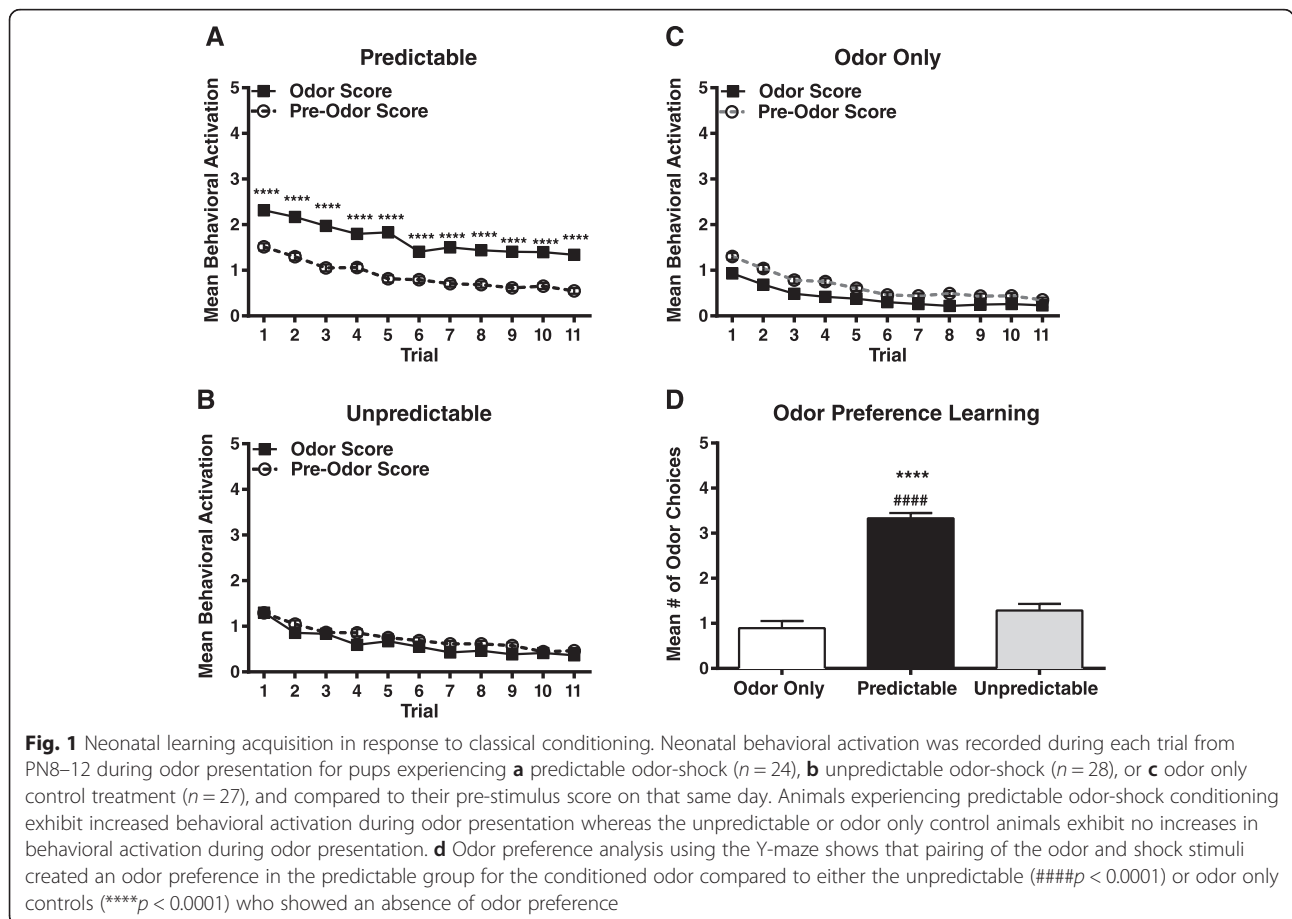 A
Predictable
Mean Behavioral Activation
5
4
3
2
1
0
Odor Score
Pre-Odor Score
**** **** **** **** **** **** **** **** **** **** ****
1 2 3 4 5 6 7 8 9 10 11
Trial
C
Odor Only
Mean Behavioral Activation
5
4
3
2
1
0
Odor Score
Pre-Odor Score
1 2 3 4 5 6 7 8 9 10 11
Trial
B
Unpredictable
Mean Behavioral Activation
5
4
3
2
1
0
Odor Score
Pre-Odor Score
1 2 3 4 5 6 7 8 9 10 11
Trial
D
Odor Preference Learning
Mean # of Odor Choices
5
4
3
2
1
0
****
####
Odor Only Predictable Unpredictable
Fig. 1 Neonatal learning acquisition in response to classical conditioning. Neonatal behavioral activation was recorded during each trial from
PN8–12 during odor presentation for pups experiencing a predictable odor-shock (n = 24), b unpredictable odor-shock (n = 28), or c odor only
control treatment (n = 27), and compared to their pre-stimulus score on that same day. Animals experiencing predictable odor-shock conditioning
exhibit increased behavioral activation during odor presentation whereas the unpredictable or odor only control animals exhibit no increases in
behavioral activation during odor presentation. d Odor preference analysis using the Y-maze shows that pairing of the odor and shock stimuli
created an odor preference in the predictable group for the conditioned odor compared to either the unpredictable (####p < 0.0001) or odor only
controls (****p < 0.0001) who showed an absence of odor preference